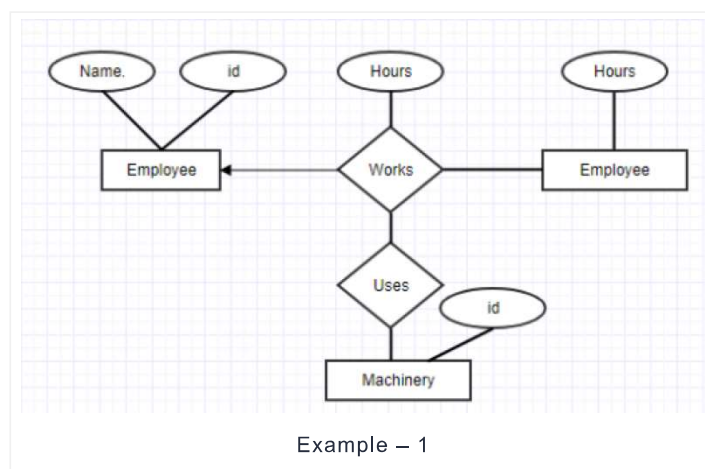 Name.
id
Hours
Hours
Employee
Works
Employee
Uses
id
Machinery
Example – 1